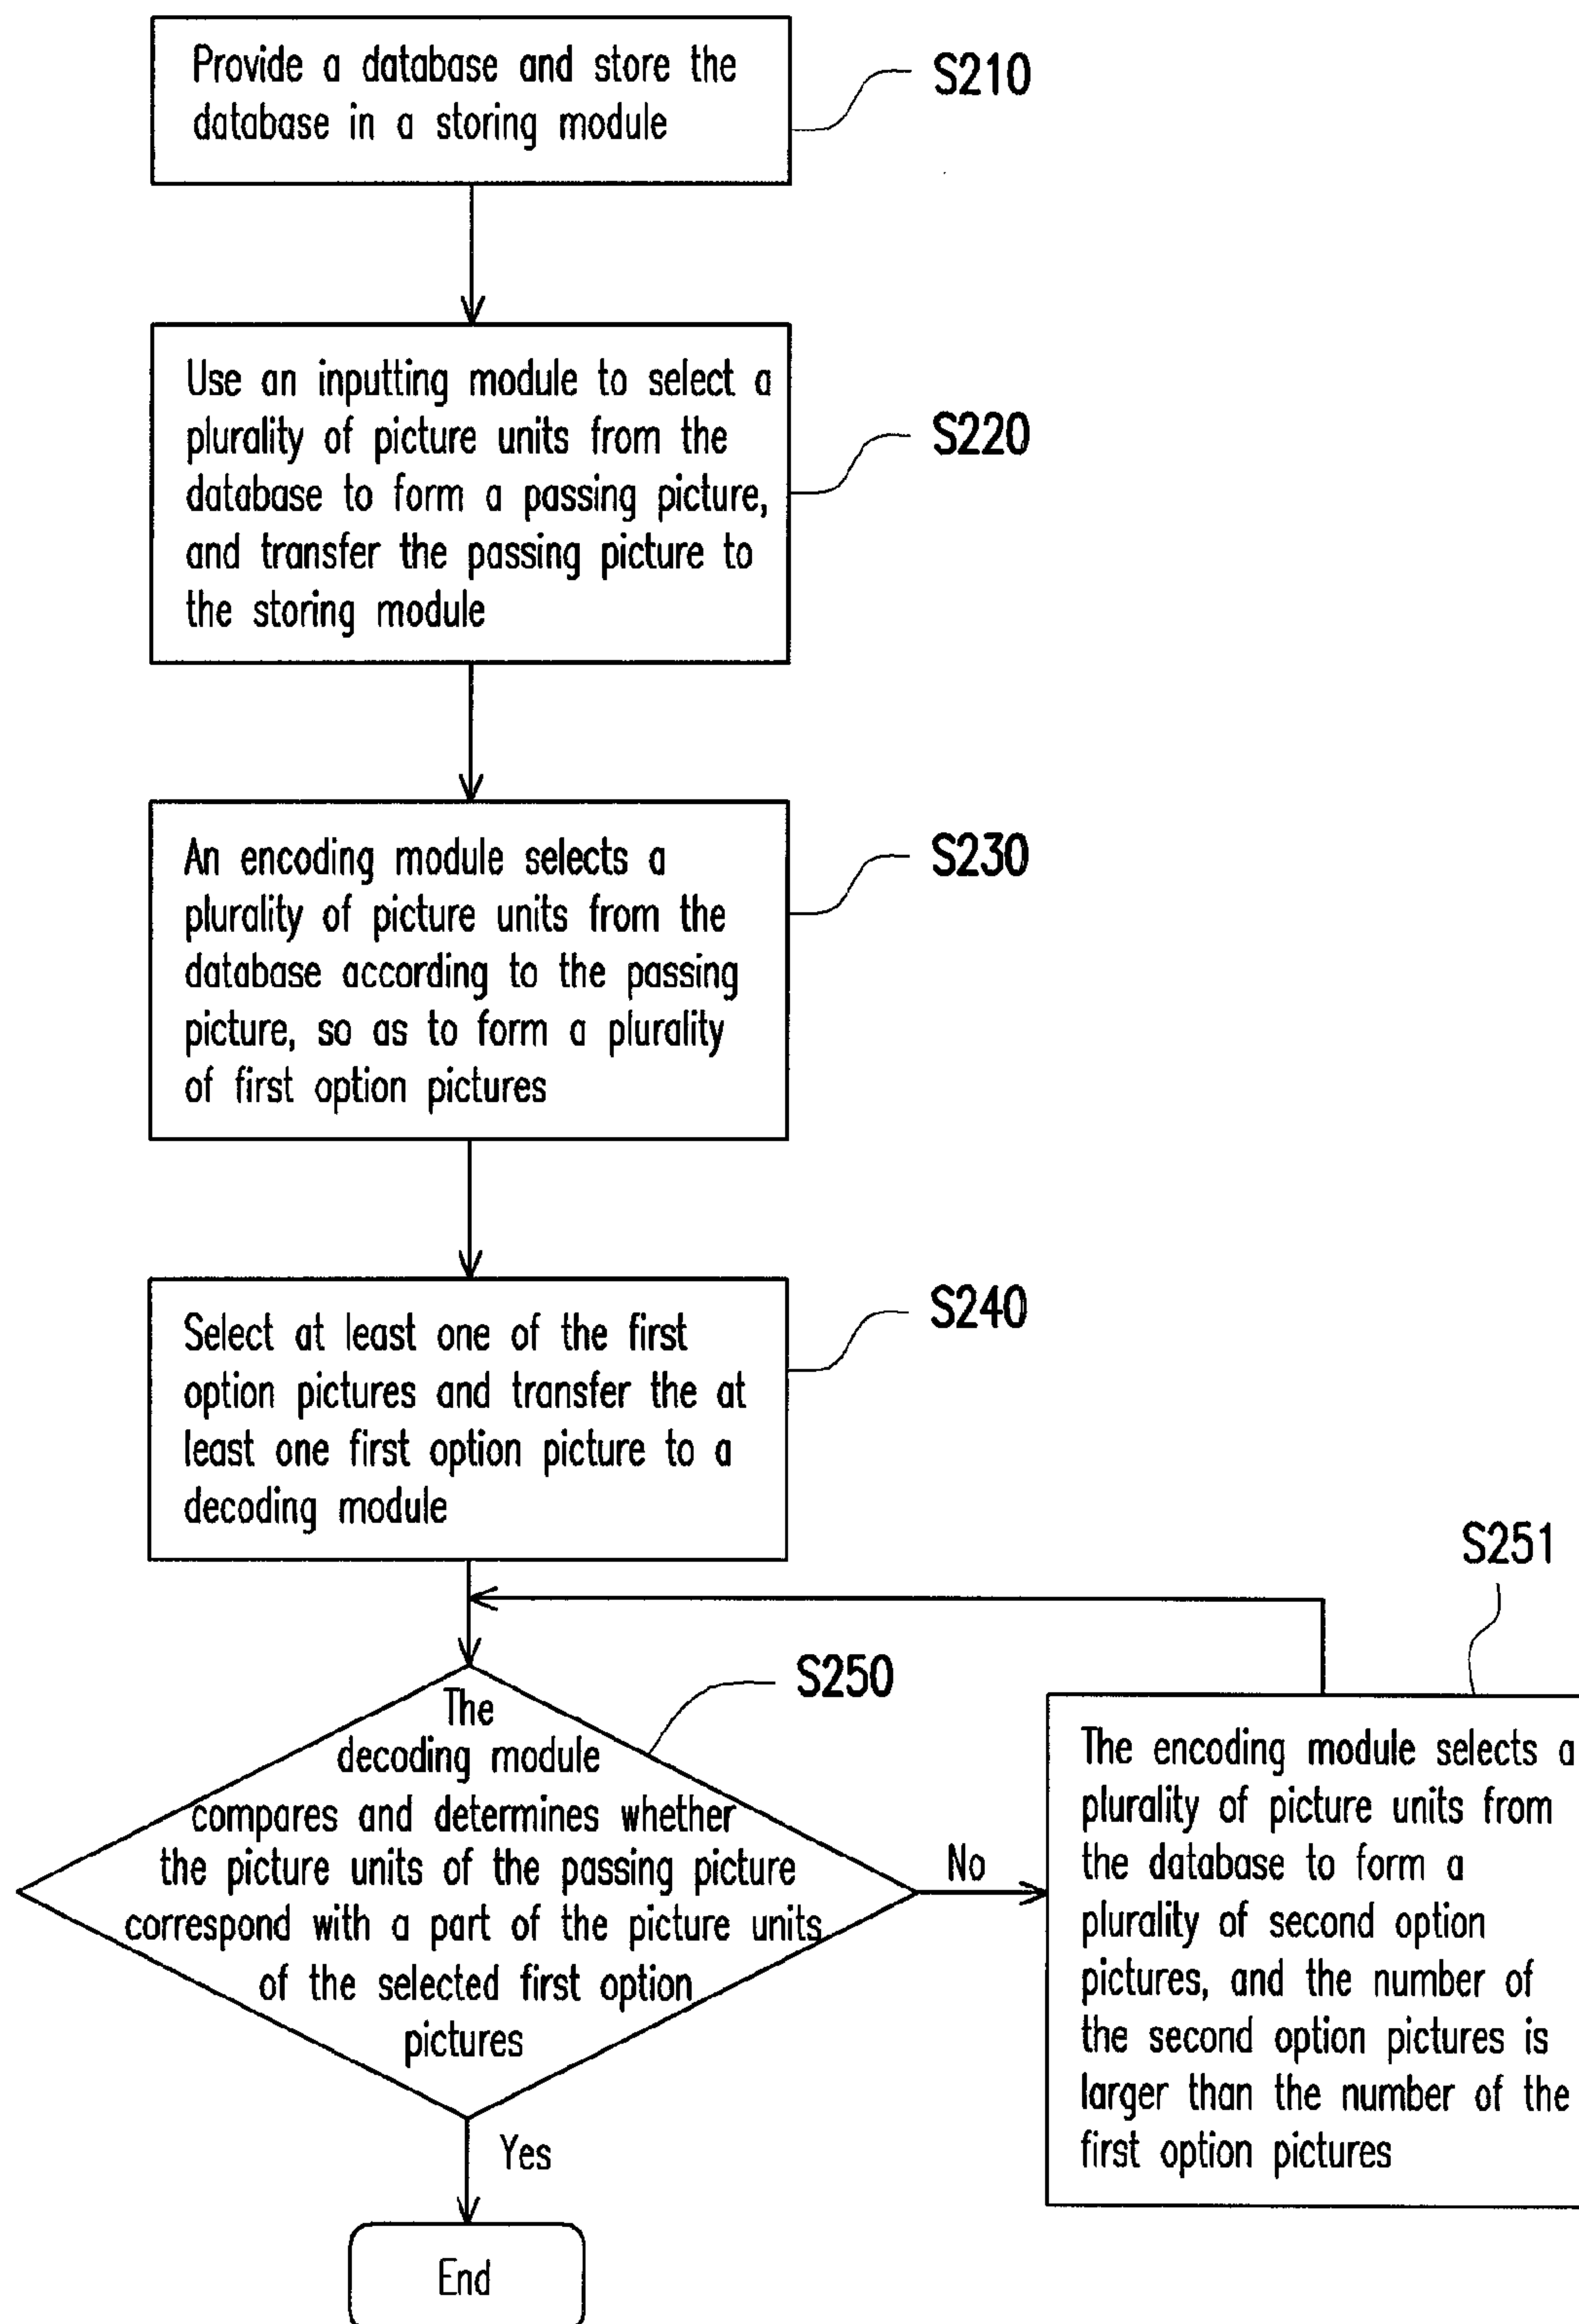 Provide a database and store the
database in a storing module
S210
Use an inputting module to select a
plurality of picture units from the
database to form a passing picture,
and transfer the passing picture to
the storing module
S220
An encoding module selects a
plurality of picture units from the
database according to the passing
picture, so as to form a plurality
of first option pictures
S230
Select at least one of the first
option pictures and transfer the at
least one first option picture to a
decoding module
S240
The
decoding module
compares and determines whether
the picture units of the passing picture
correspond with a part of the picture units
of the selected first option
pictures
S250
No
S251
The encoding module selects a
plurality of picture units from
the database to form a
plurality of second option
pictures, and the number of
the second option pictures is
larger than the number of the
first option pictures
Yes
End